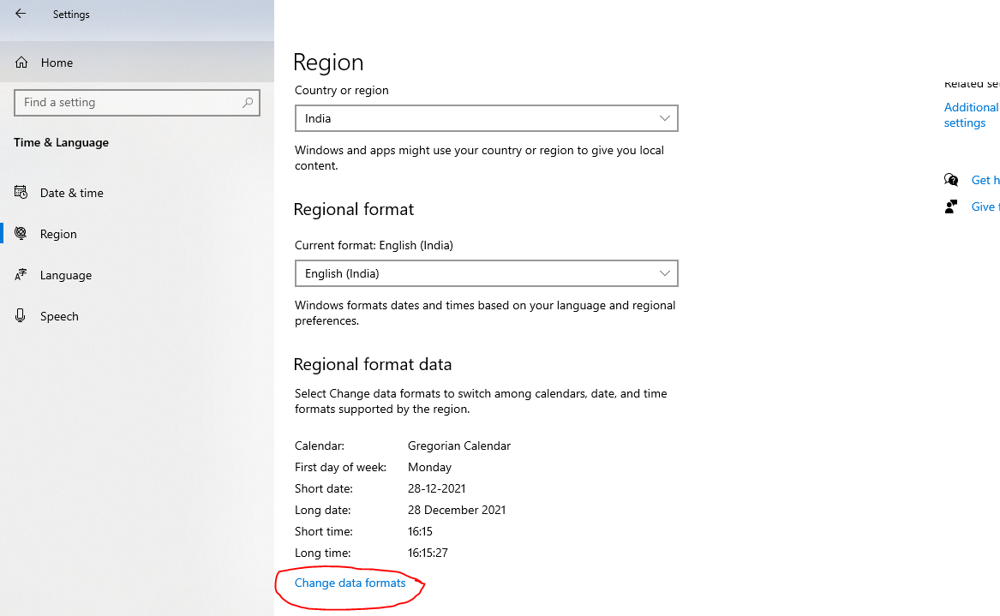 Settings
Home
Find a setting
Time & Language
Date & time
Region
Language
Speech
Region
Country or region
India
Windows and apps might use your country or region to give you local
content.
Regional format
Current format: English (India)
English (India)
Windows formats dates and times based on your language and regional
preferences.
Regional format data
Select Change data formats to switch among calendars, date, and time
formats supported by the region.
Calendar: Gregorian Calendar
First day of week: Monday
Short date: 28-12-2021
Long date: 28 December 2021
Short time: 16:15
Long time: 16:15:27
Change data formats
Related
Additional
settings
Get
Give